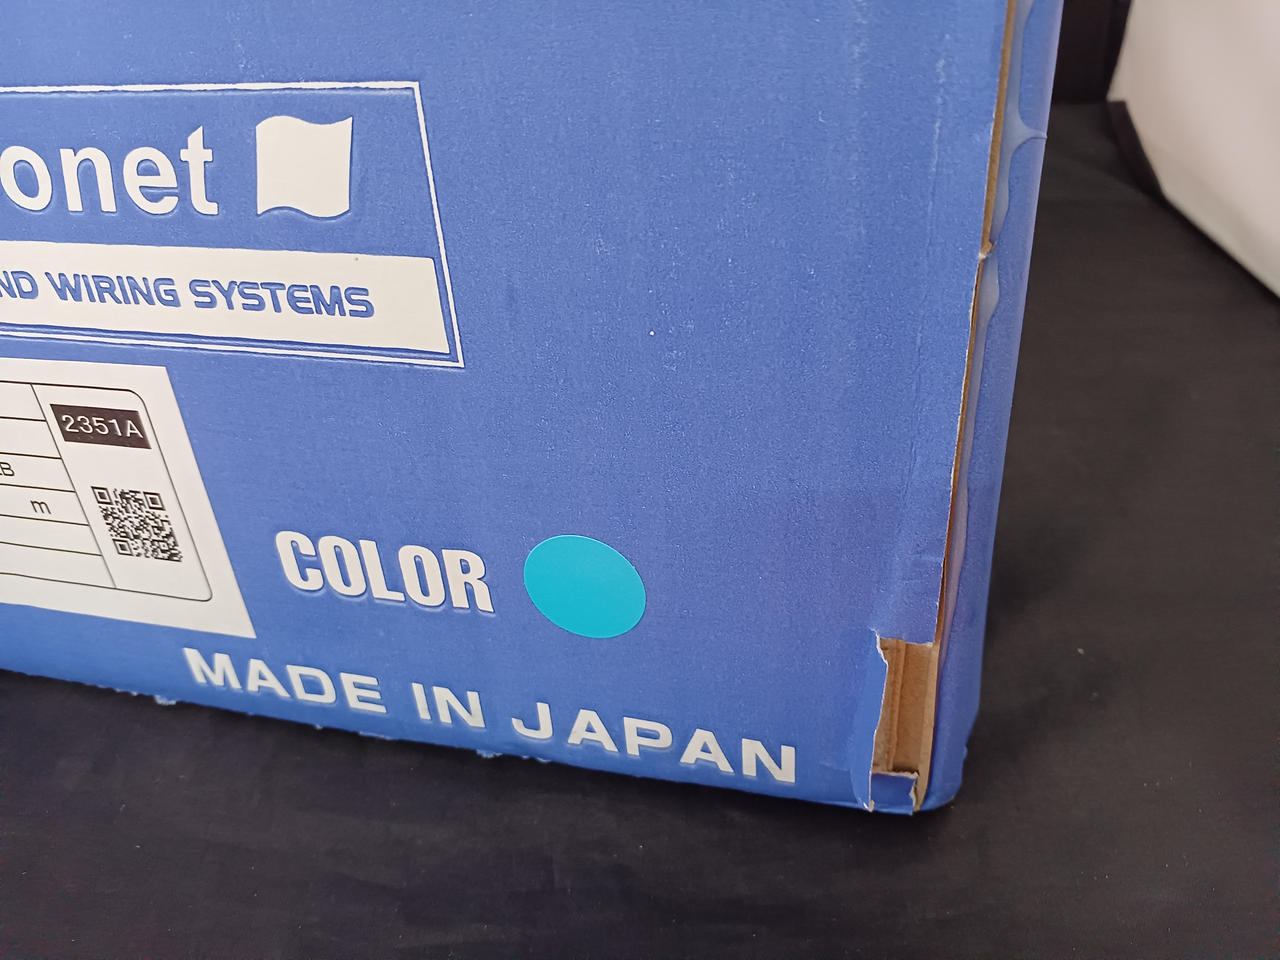 onet
ND WIRING SYSTEMS
2351A
B
m
COLOR
MADE IN JAPAN